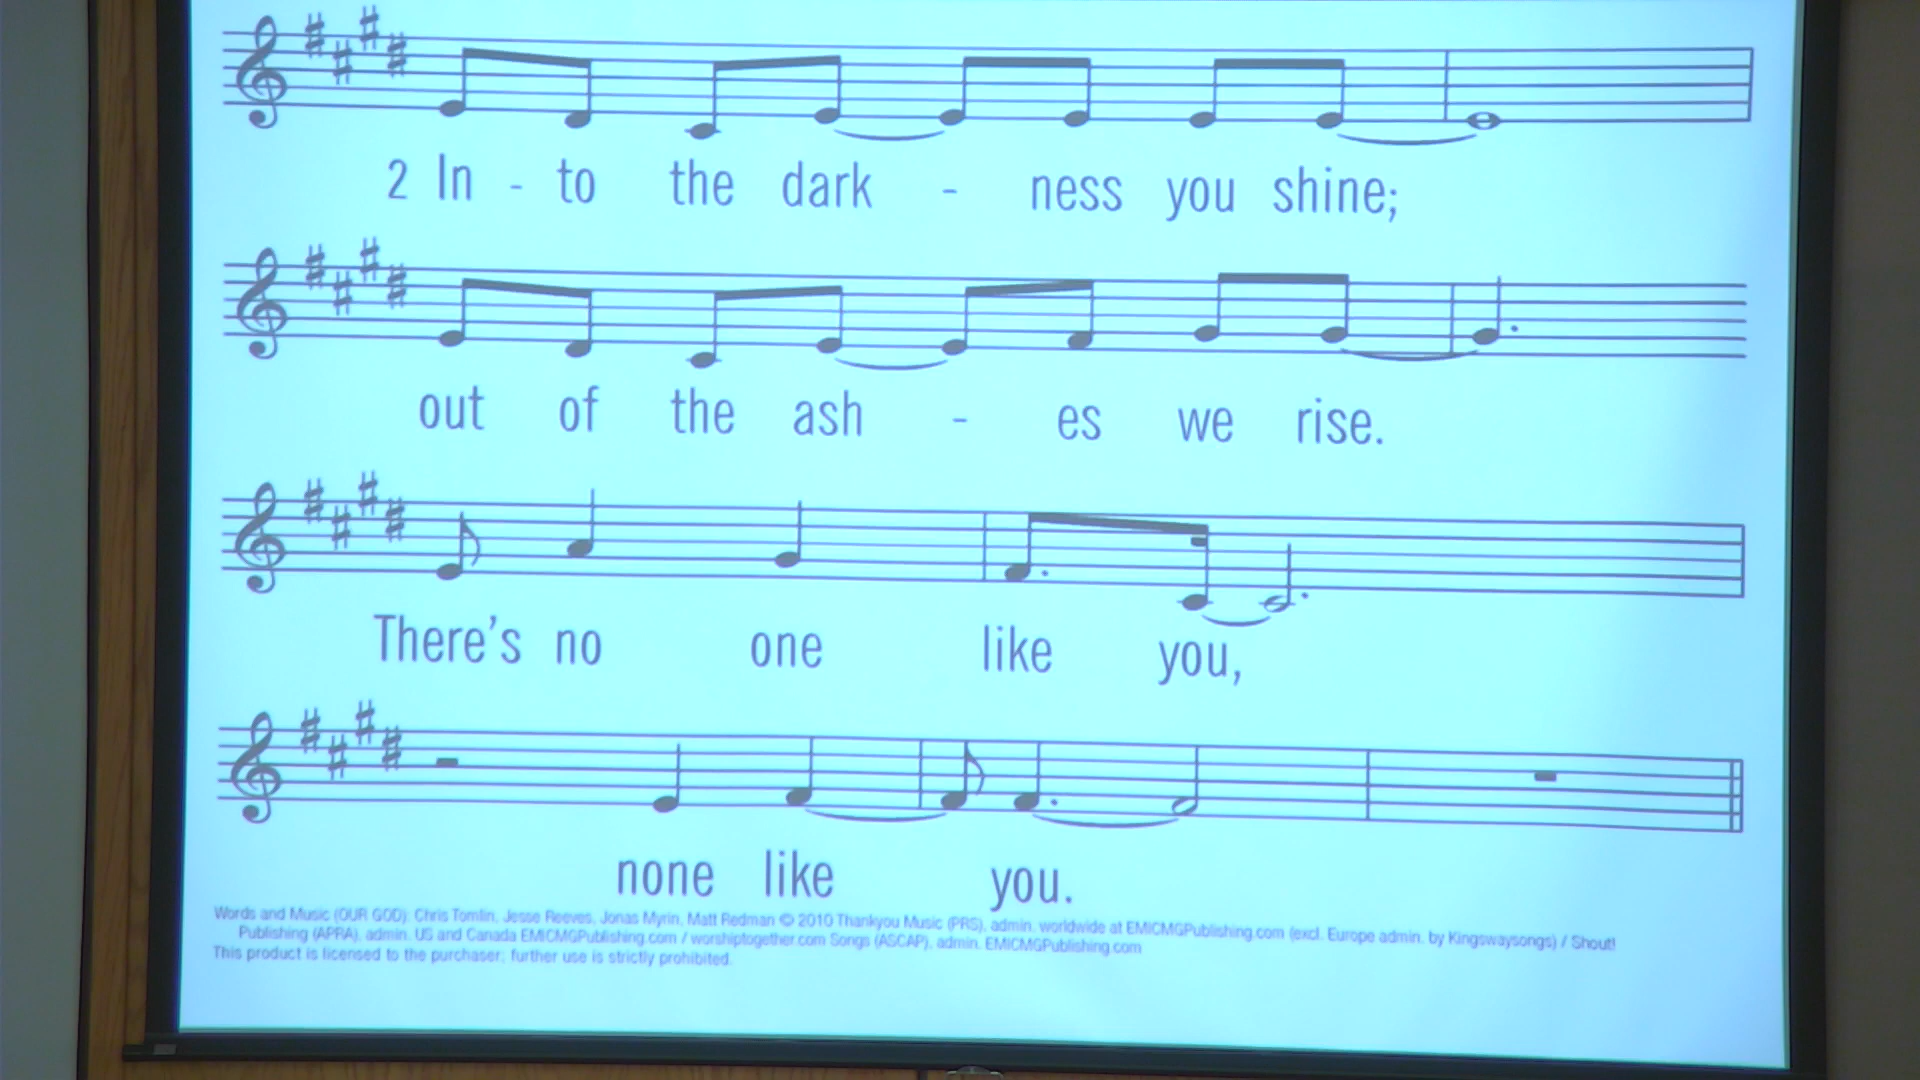 2 In - to the dark - ness you shine;
out of the ash - es we rise.
There's no one like you,
none like you.
Words and Music (OUR GOD): Chris Tomlin, Jesse Reeves, Jonas Myrin, Matt Redman © 2010 Thankyou Music (PRS), admin. worldwide at EMICMGPublishing.com (excl. Europe admin. by Kingswaysongs) / Shout!
Publishing (APRA), admin. US and Canada EMICMGPublishing.com / worshiptogether.com Songs (ASCAP), admin. EMICMGPublishing.com
This product is licensed to the purchaser; further use is strictly prohibited.